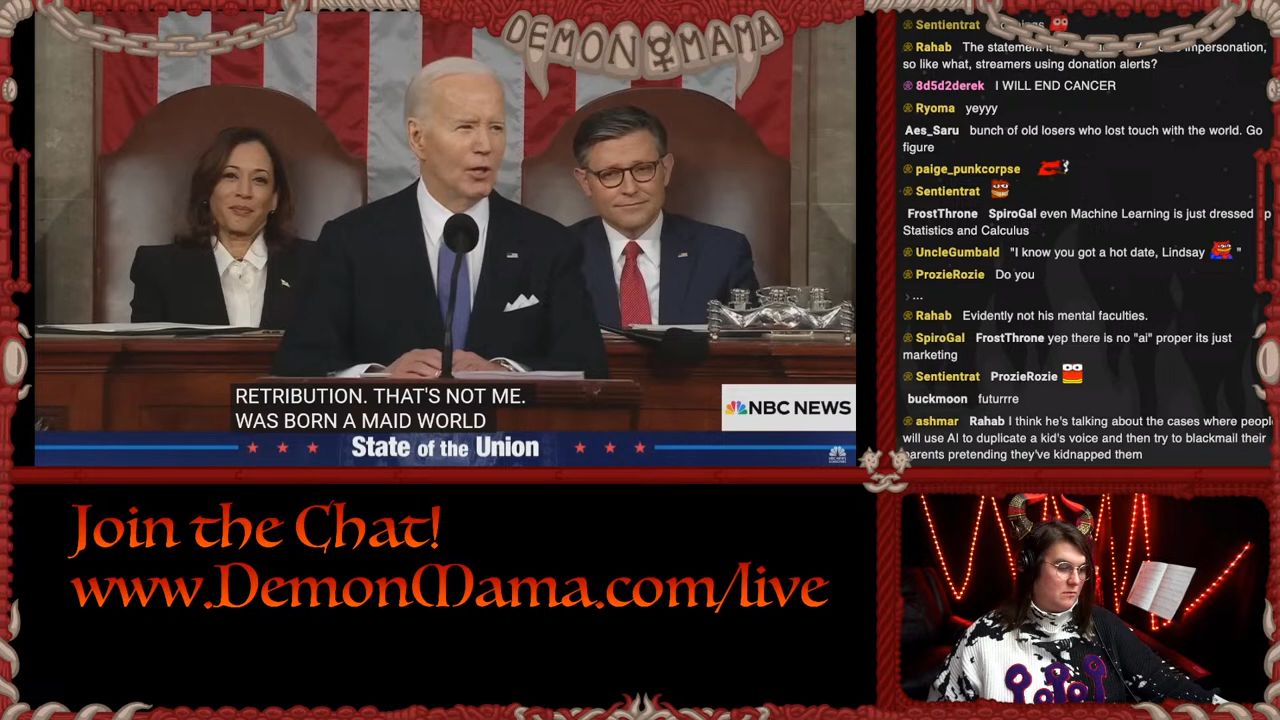 DEMON MAMA
RETRIBUTION. THAT'S NOT ME.
WAS BORN A MAID WORLD
NBC NEWS
State of the Union
Join the Chat!
www.DemonMama.com/live
Sentientrat
Rahab The statement impersonation,
so like what, streamers using donation alerts?
8d5d2derek I WILL END CANCER
Ryoma yeyyy
Aes_Saru bunch of old losers who lost touch with the world. Go
figure
paige_punkcorpse
Sentientrat
FrostThrone SpiroGal even Machine Learning is just dressed
Statistics and Calculus
UncleGumbald "I know you got a hot date, Lindsay "
ProzieRozie Do you
...
Rahab Evidently not his mental faculties.
SpiroGal FrostThrone yep there is no "ai" proper its just
marketing
Sentientrat ProzieRozie
buckmoon futurrre
ashmar Rahab I think he's talking about the cases where peopl
will use AI to duplicate a kid's voice and then try to blackmail their
parents pretending they've kidnapped them